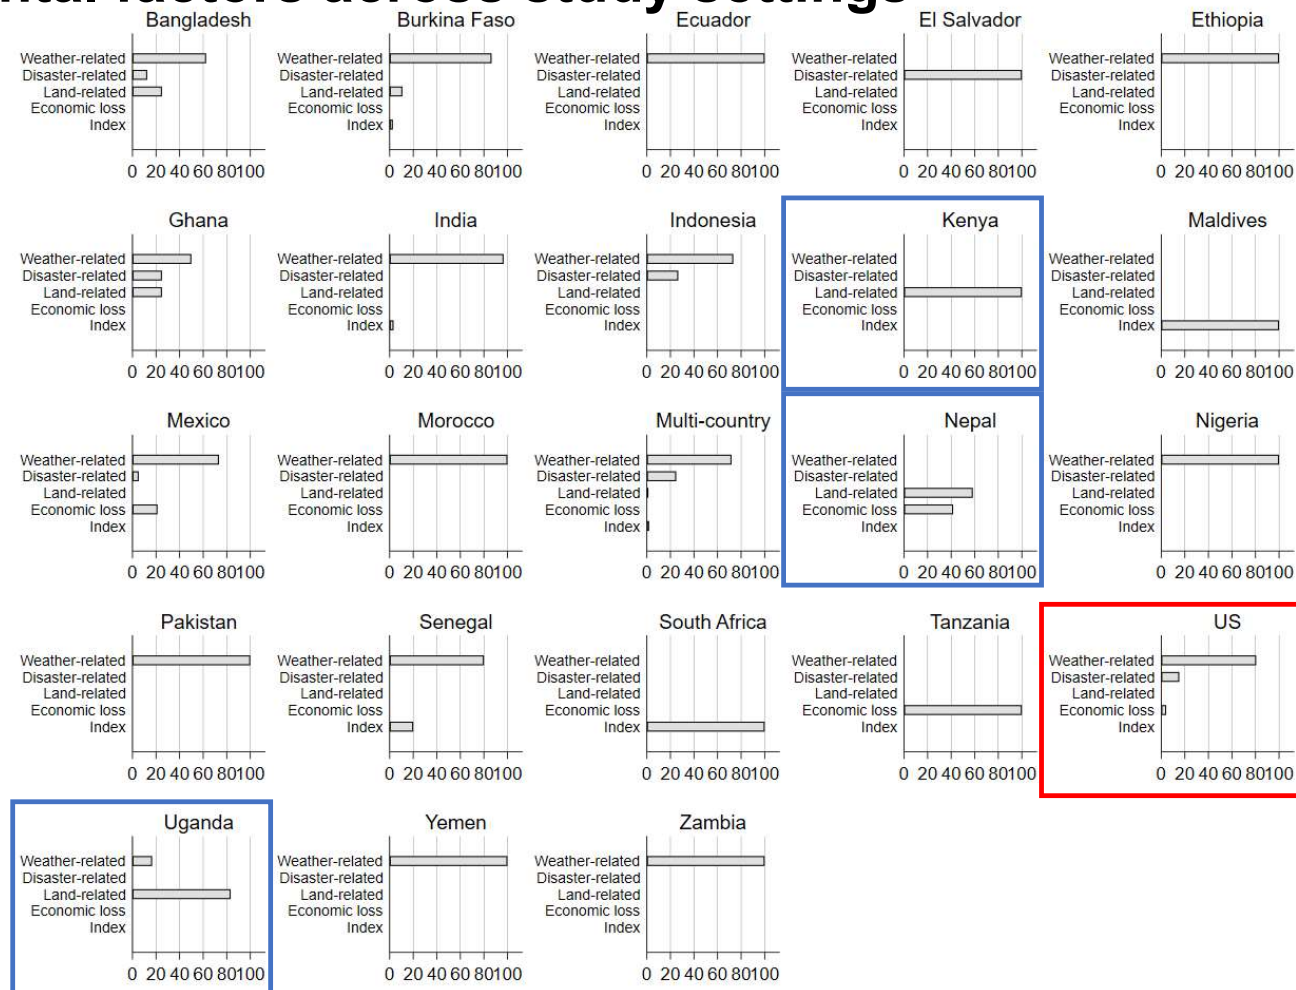 ntal factors across study settings
Bangladesh
Weather-related
Disaster-related
Land-related
Economic loss
Index
0 20 40 60 80100
Burkina Faso
Weather-related
Disaster-related
Land-related
Economic loss
Index
0 20 40 60 80100
Ecuador
Weather-related
Disaster-related
Land-related
Economic loss
Index
0 20 40 60 80100
El Salvador
Weather-related
Disaster-related
Land-related
Economic loss
Index
0 20 40 60 80100
Ethiopia
Weather-related
Disaster-related
Land-related
Economic loss
Index
0 20 40 60 80100
Ghana
Weather-related
Disaster-related
Land-related
Economic loss
Index
0 20 40 60 80100
India
Weather-related
Disaster-related
Land-related
Economic loss
Index
0 20 40 60 80100
Indonesia
Weather-related
Disaster-related
Land-related
Economic loss
Index
0 20 40 60 80100
Kenya
Weather-related
Disaster-related
Land-related
Economic loss
Index
0 20 40 60 80100
Maldives
Weather-related
Disaster-related
Land-related
Economic loss
Index
0 20 40 60 80100
Mexico
Weather-related
Disaster-related
Land-related
Economic loss
Index
0 20 40 60 80100
Morocco
Weather-related
Disaster-related
Land-related
Economic loss
Index
0 20 40 60 80100
Multi-country
Weather-related
Disaster-related
Land-related
Economic loss
Index
0 20 40 60 80100
Nepal
Weather-related
Disaster-related
Land-related
Economic loss
Index
0 20 40 60 80100
Nigeria
Weather-related
Disaster-related
Land-related
Economic loss
Index
0 20 40 60 80100
Pakistan
Weather-related
Disaster-related
Land-related
Economic loss
Index
0 20 40 60 80100
Senegal
Weather-related
Disaster-related
Land-related
Economic loss
Index
0 20 40 60 80100
South Africa
Weather-related
Disaster-related
Land-related
Economic loss
Index
0 20 40 60 80100
Tanzania
Weather-related
Disaster-related
Land-related
Economic loss
Index
0 20 40 60 80100
US
Weather-related
Disaster-related
Land-related
Economic loss
Index
0 20 40 60 80100
Uganda
Weather-related
Disaster-related
Land-related
Economic loss
Index
0 20 40 60 80100
Yemen
Weather-related
Disaster-related
Land-related
Economic loss
Index
0 20 40 60 80100
Zambia
Weather-related
Disaster-related
Land-related
Economic loss
Index
0 20 40 60 80100